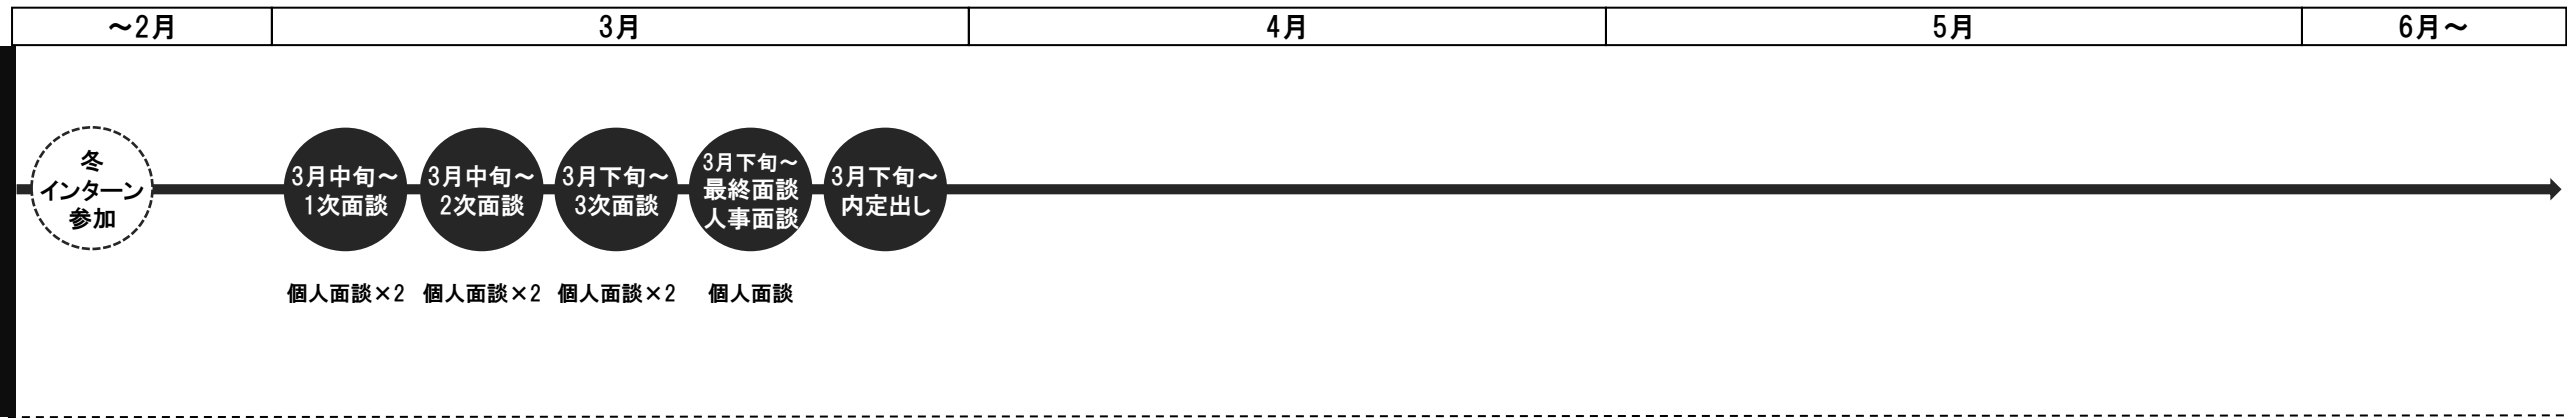 ～2月
3月
4月
5月
6月～
冬
インターン
参加
3月中旬～
1次面談
3月中旬～
2次面談
3月下旬～
3次面談
3月下旬～
最終面談
人事面談
3月下旬～
内定出し
個人面談×2
個人面談×2
個人面談×2
個人面談